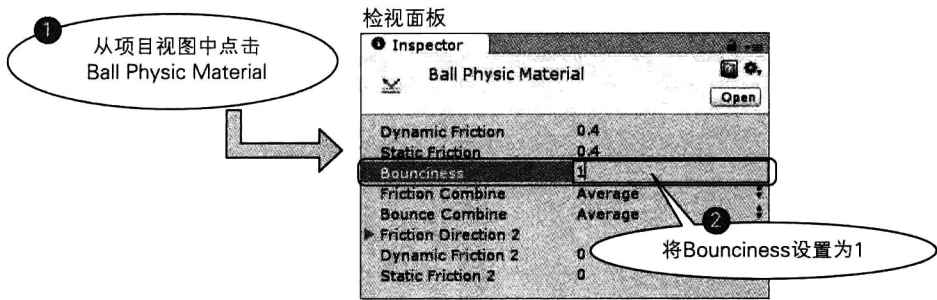 检视面板
1
从项目视图中点击
Ball Physic Material
Inspector
Ball Physic Material
Open
Dynamic Friction 0.4
Static Friction 0.4
Bounciness 1
Friction Combine Average
Bounce Combine Average
Friction Direction 2
Dynamic Friction 2 0
Static Friction 2 0
2
将Bounciness设置为1